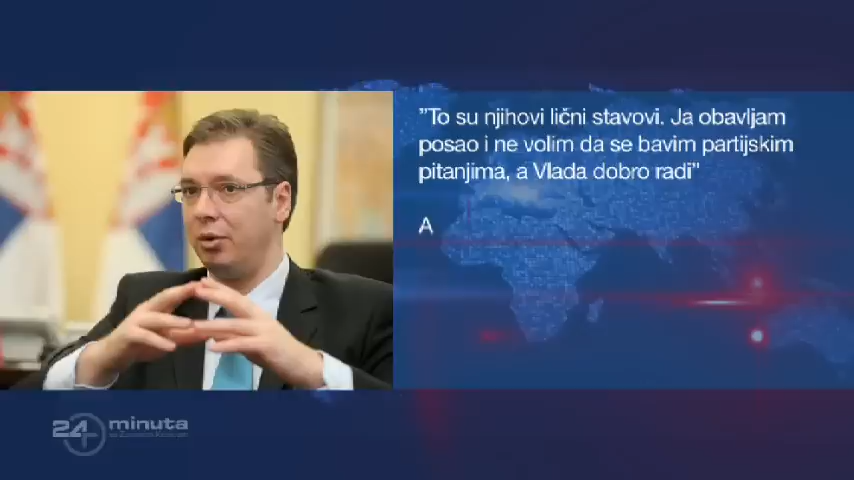 "To su njihovi lični stavovi. Ja obavljam
posao i ne volim da se bavim partijskim
pitanjima, a Vlada dobro radi"
A
24 minuta